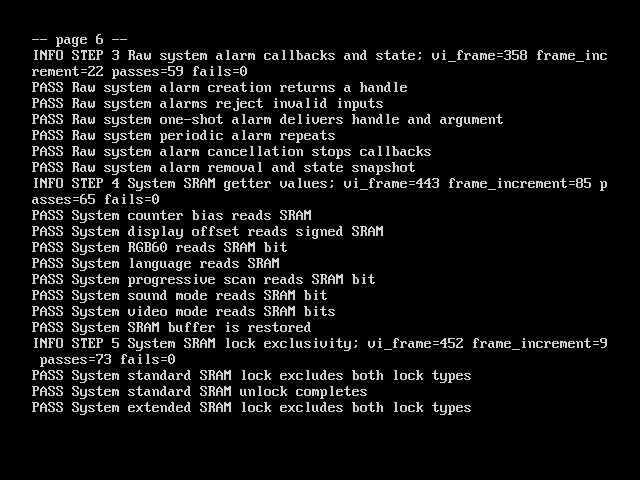 -- page 6 --
INFO STEP 3 Raw system alarm callbacks and state; vi_frame=358 frame_inc
rement=22 passes=59 fails=0
PASS Raw system alarm creation returns a handle
PASS Raw system alarms reject invalid inputs
PASS Raw system one-shot alarm delivers handle and argument
PASS Raw system periodic alarm repeats
PASS Raw system alarm cancellation stops callbacks
PASS Raw system alarm removal and state snapshot
INFO STEP 4 System SRAM getter values; vi_frame=443 frame_increment=85 p
asses=65 fails=0
PASS System counter bias reads SRAM
PASS System display offset reads signed SRAM
PASS System RGB60 reads SRAM bit
PASS System language reads SRAM
PASS System progressive scan reads SRAM bit
PASS System sound mode reads SRAM bit
PASS System video mode reads SRAM bits
PASS System SRAM buffer is restored
INFO STEP 5 System SRAM lock exclusivity; vi_frame=452 frame_increment=9
passes=73 fails=0
PASS System standard SRAM lock excludes both lock types
PASS System standard SRAM unlock completes
PASS System extended SRAM lock excludes both lock types